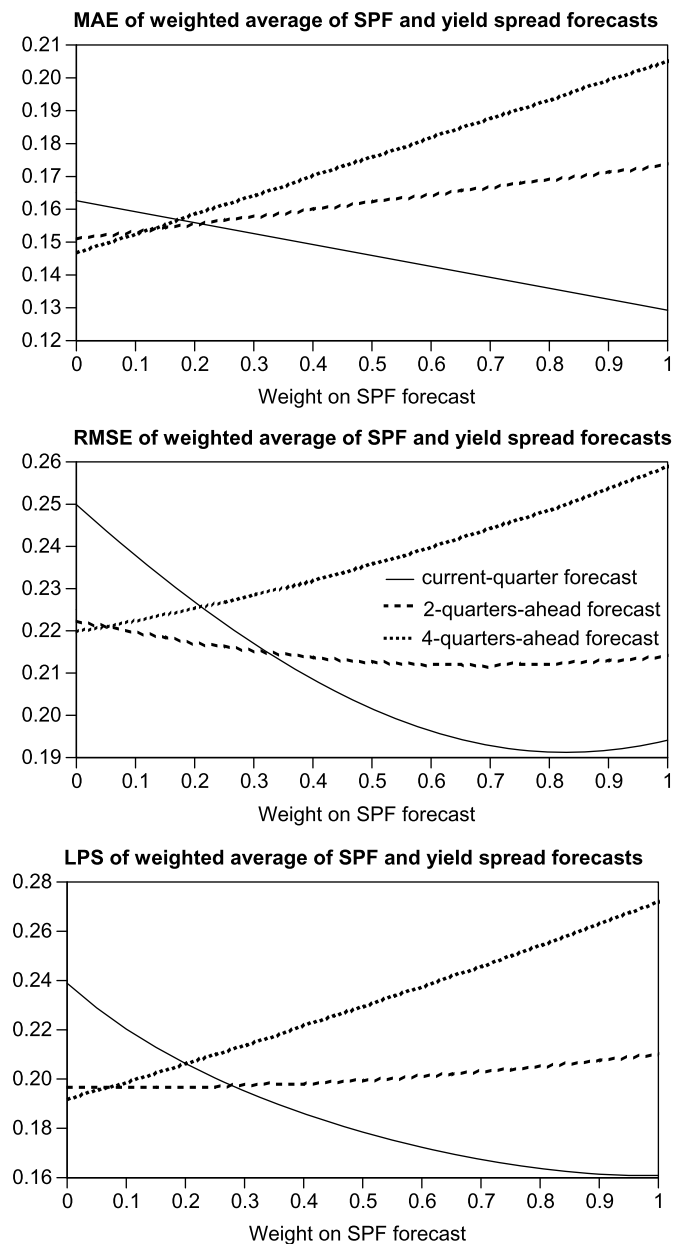 MAE of weighted average of SPF and yield spread forecasts
0.21
0.20
0.19
0.18
0.17
0.16
0.15
0.14
0.13
0.12
0 0.1 0.2 0.3 0.4 0.5 0.6 0.7 0.8 0.9 1
Weight on SPF forecast
RMSE of weighted average of SPF and yield spread forecasts
0.26
0.25
0.24
0.23
0.22
0.21
0.20
0.19
current-quarter forecast
2-quarters-ahead forecast
4-quarters-ahead forecast
0 0.1 0.2 0.3 0.4 0.5 0.6 0.7 0.8 0.9 1
Weight on SPF forecast
LPS of weighted average of SPF and yield spread forecasts
0.28
0.26
0.24
0.22
0.20
0.18
0.16
0 0.1 0.2 0.3 0.4 0.5 0.6 0.7 0.8 0.9 1
Weight on SPF forecast